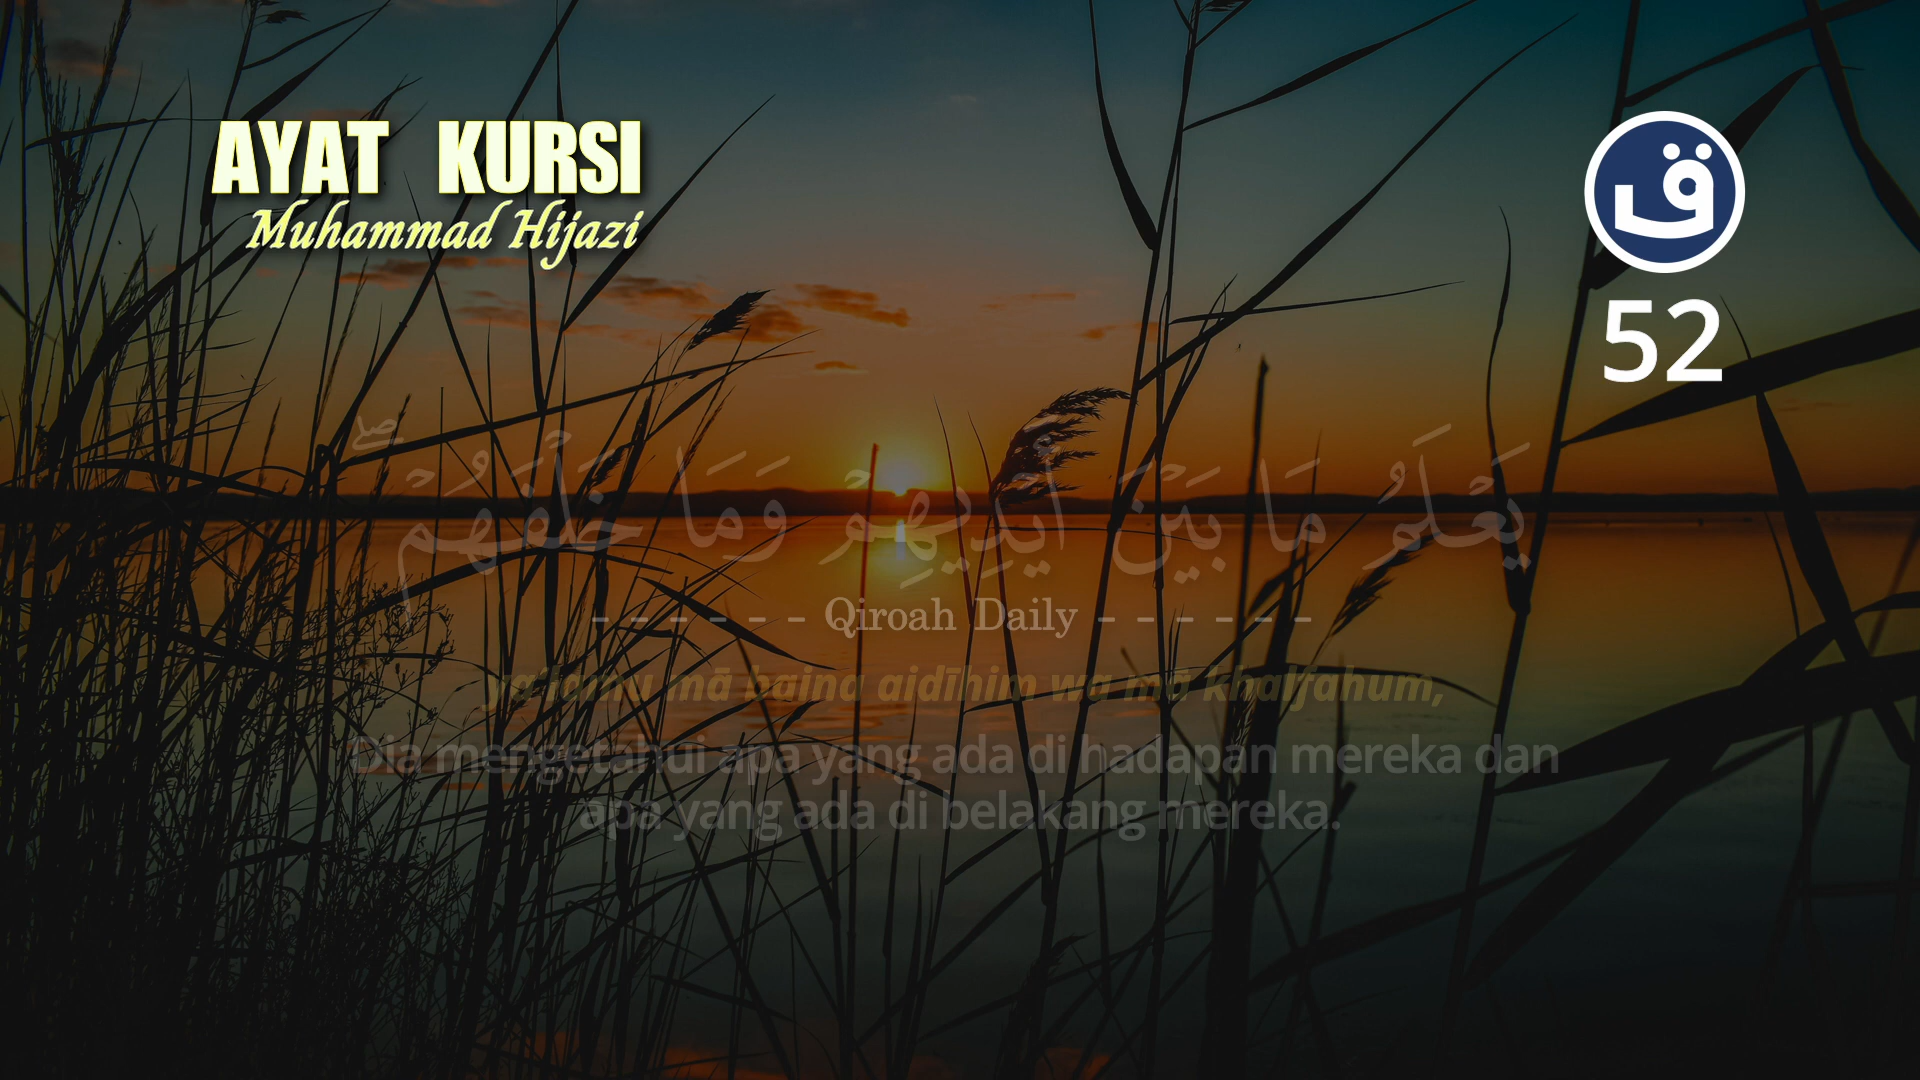 AYAT KURSI
Muhammad Hijazi
ق
52
يَعْلَمُ مَا بَيْنَ أَيْدِيهِمْ وَمَا خَلْفَهُمْ ۖ
- - - - - - Qiroah Daily - - - - - -
ya‘lamu mā baina aidīhim wa mā khalfahum,
Dia mengetahui apa yang ada di hadapan mereka dan
apa yang ada di belakang mereka.